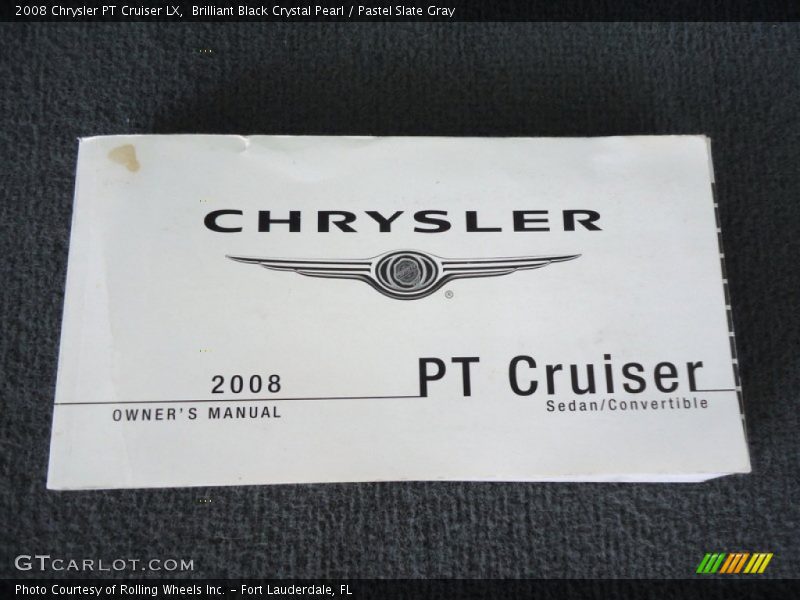 2008 Chrysler PT Cruiser LX,  Brilliant Black Crystal Pearl / Pastel Slate Gray
CHRYSLER
®
2008
PT Cruiser
OWNER'S MANUAL
Sedan/Convertible
GTCARLOT.COM
Photo Courtesy of Rolling Wheels Inc. – Fort Lauderdale, FL